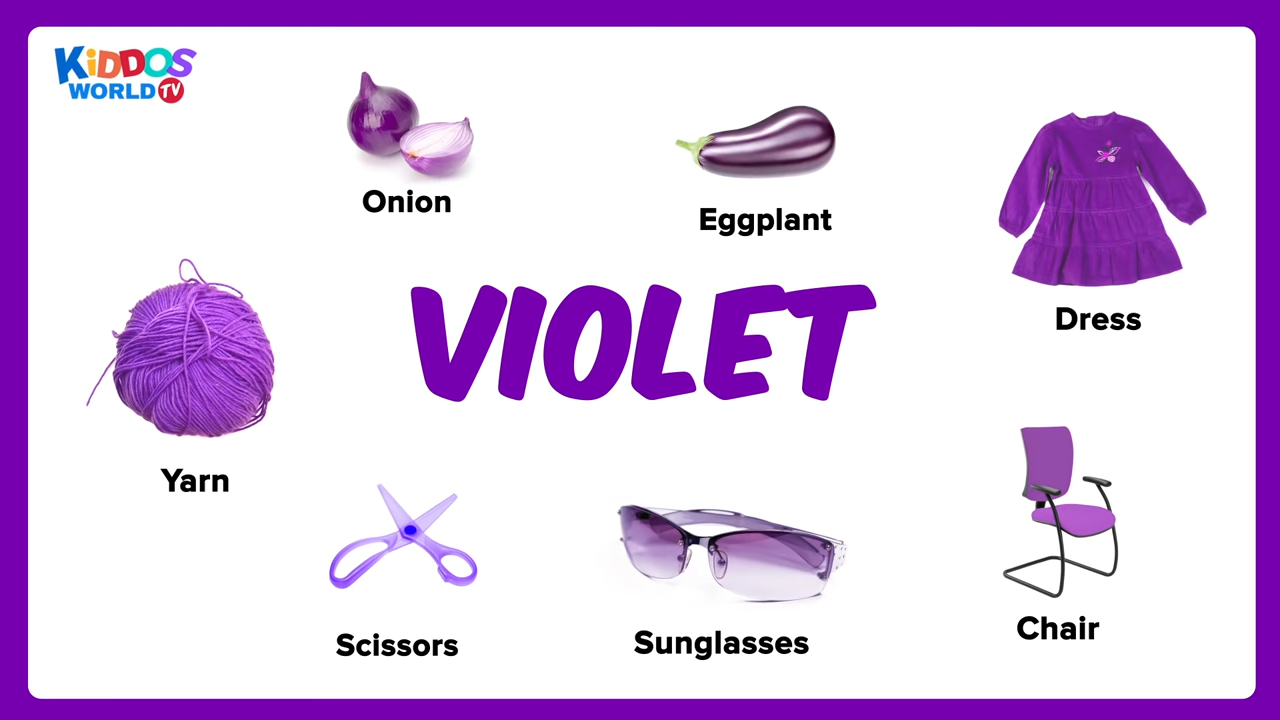 KiDDOS
WORLD TV
Onion
Eggplant
Dress
VIOLET
Yarn
Scissors
Sunglasses
Chair